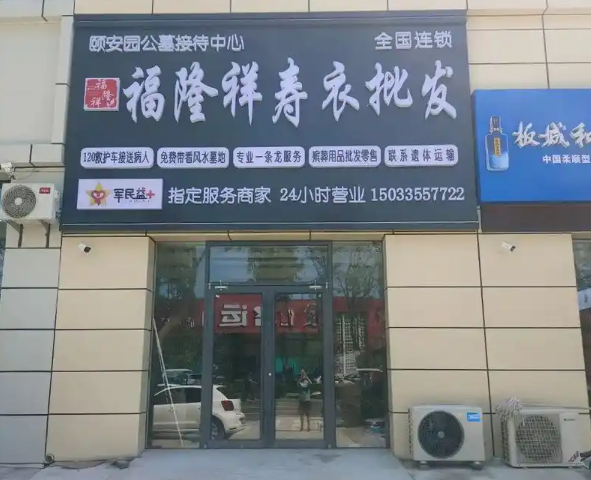 颐安园公墓接待中心 全国连锁
福隆祥 福隆祥寿衣批发
120救护车接送病人 免费带看风水墓地 专业一条龙服务 殡葬用品批发零售 联系遗体运输
军民益+ 指定服务商家 24小时营业 15033557722
板城和
中国柔顺型